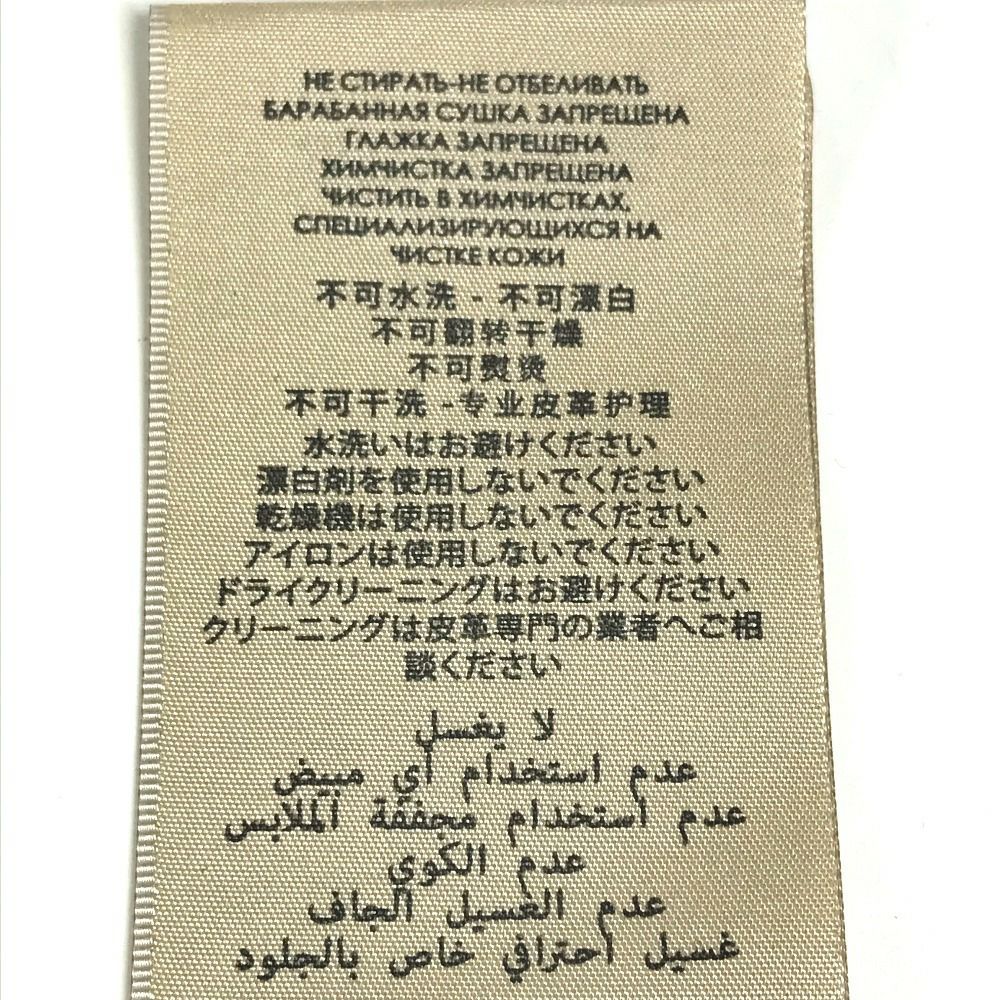 НЕ СТИРАТЬ-НЕ ОТБЕЛИВАТЬ
БАРАБАННАЯ СУШКА ЗАПРЕЩЕНА
ГЛАЖКА ЗАПРЕЩЕНА
ХИМЧИСТКА ЗАПРЕЩЕНА
ЧИСТИТЬ В ХИМЧИСТКАХ,
СПЕЦИАЛИЗИРУЮЩИХСЯ НА
ЧИСТКЕ КОЖИ
不可水洗 - 不可漂白
不可翻转干燥
不可熨烫
不可干洗 -专业皮革护理
水洗いはお避けください
漂白剤を使用しないでください
乾燥機は使用しないでください
アイロンは使用しないでください
ドライクリーニングはお避けください
クリーニングは皮革専門の業者へご相
談ください
لا يغسل
عدم استخدام أي مبيض
عدم استخدام مجففة الملابس
عدم الكوي
عدم الغسيل الجاف
غسيل احترافي خاص بالجلود